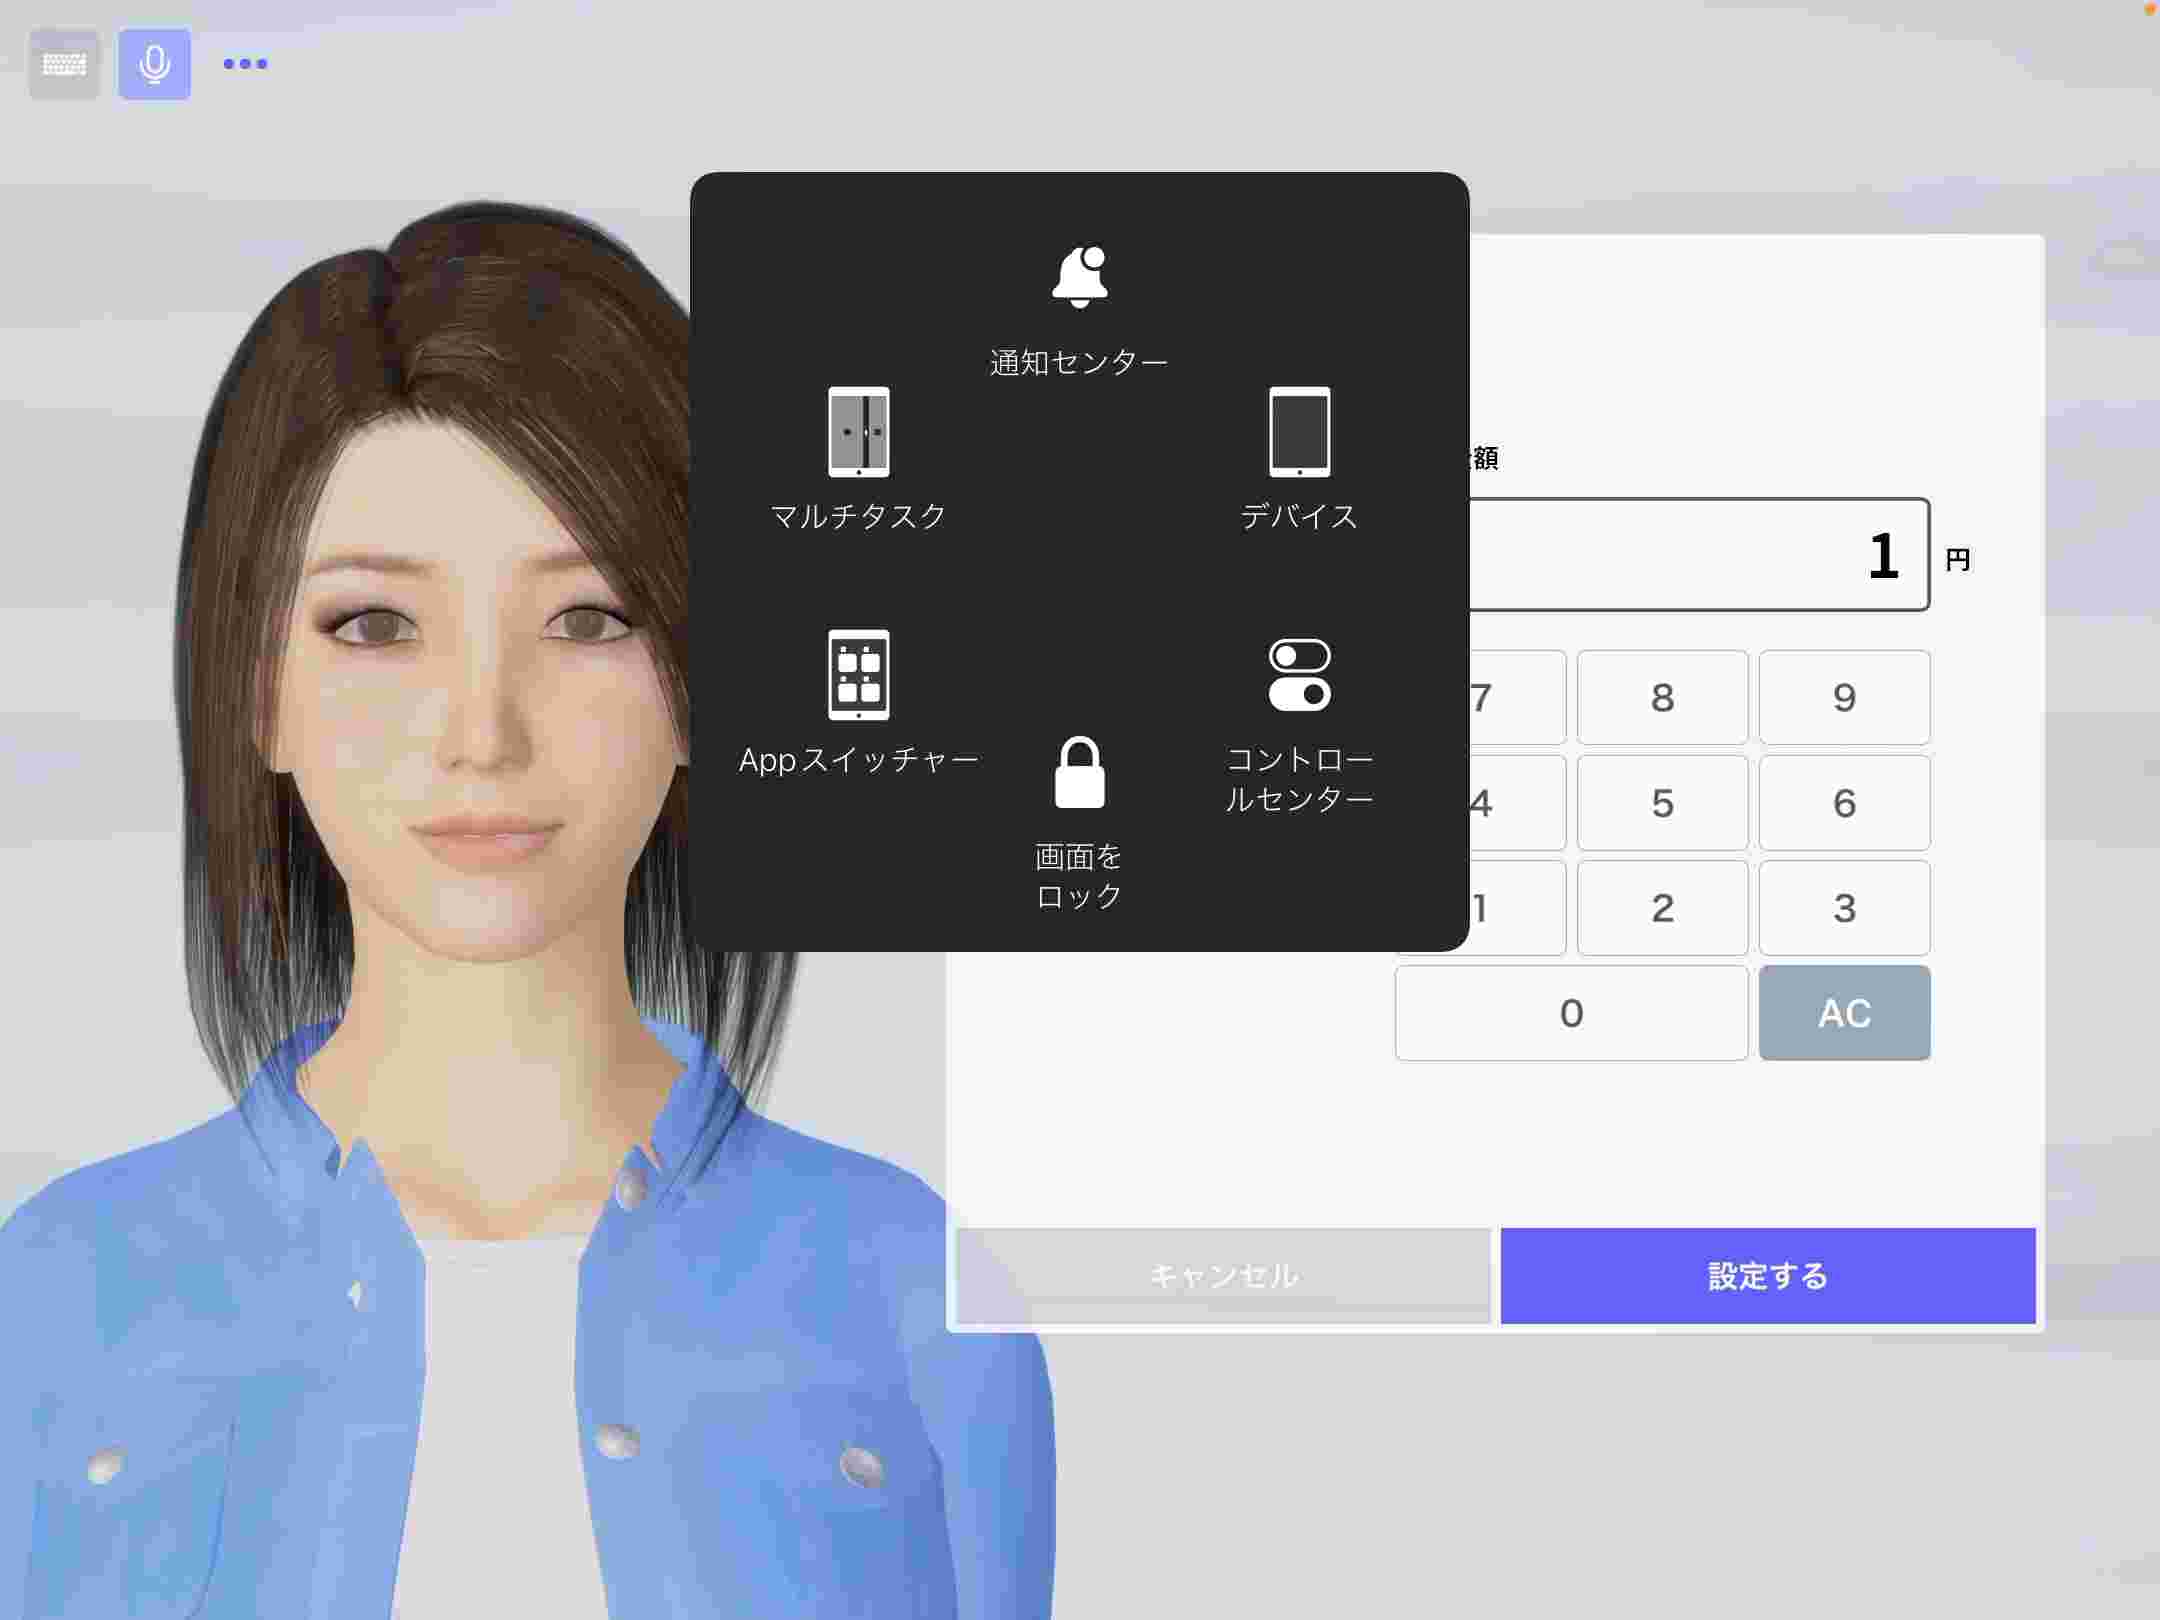 通知センター
マルチタスク
デバイス
Appスイッチャー
コントロー
ルセンター
画面を
ロック
額
1 円
7 8 9
4 5 6
1 2 3
0 AC
キャンセル
設定する